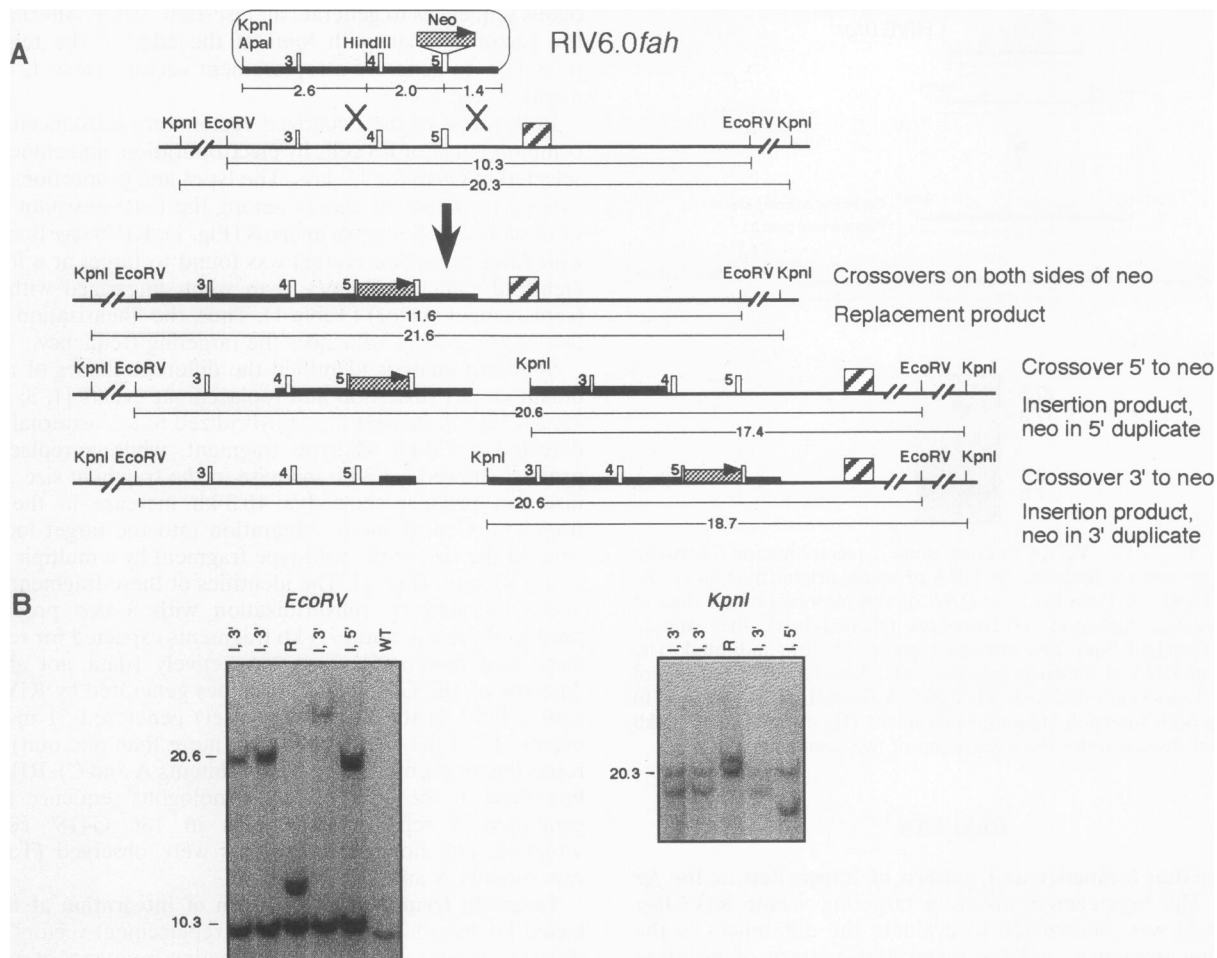 A
KpnI
ApaI
HindIII
Neo
RIV6.0fah
3 4 5
2.6 2.0 1.4
KpnI EcoRV 3 4 5 EcoRV KpnI
10.3
20.3
KpnI EcoRV 3 4 5 EcoRV KpnI
11.6
21.6
Crossovers on both sides of neo
Replacement product
KpnI EcoRV 3 4 5 KpnI 3 4 5 EcoRV KpnI
20.6
17.4
Crossover 5' to neo
Insertion product,
neo in 5' duplicate
KpnI EcoRV 3 4 5 KpnI 3 4 5 EcoRV KpnI
20.6
18.7
Crossover 3' to neo
Insertion product,
neo in 3' duplicate
B
EcoRV
I, 3' I, 3' R I, 3' I, 5' WT
20.6
10.3
KpnI
I, 3' I, 3' R I, 3' I, 5'
20.3